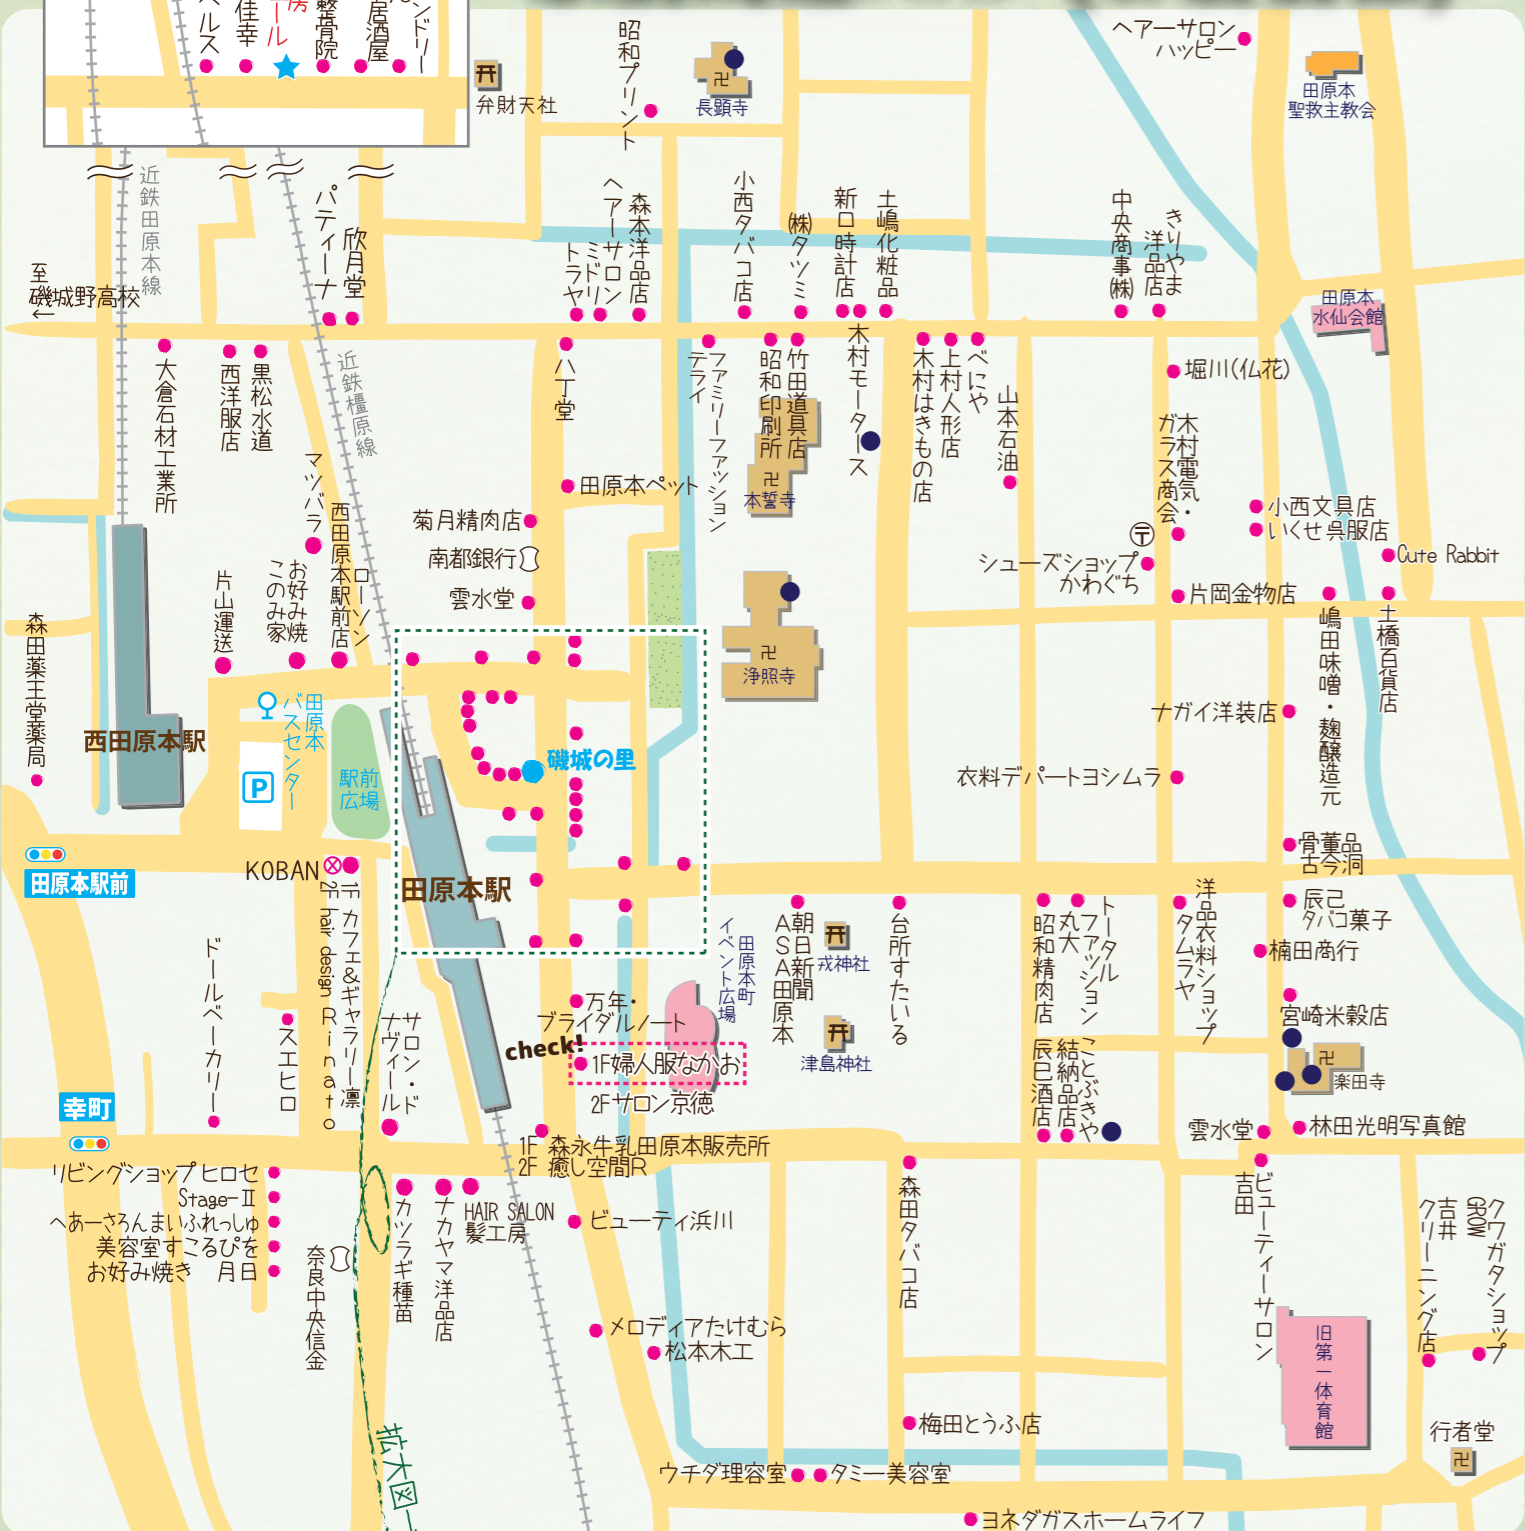 ヘルス
佳幸
房
ール
整骨院
居酒屋
ンドリー
弁財天社
昭和プリント
長顕寺
ヘアーサロン
ハッピー
田原本
聖救主教会
近鉄田原本線
至
磯城野高校
←
パティーナ
欣月堂
トラヤ
ヘアーサロン
ミドリ
森本洋品店
小西タバコ店
㈱タツミ
新口時計店
土嶋化粧品
中央商事㈱
きりやま
洋品店
田原本
水仙会館
大倉石材工業所
西洋服店
黒松水道
近鉄橿原線
八丁堂
ファミリーファッション
テライ
昭和印刷所
竹田道具店
木村モータース
木村はきもの店
上村人形店
べにや
山本石油
堀川(仏花)
木村電気・
ガラス商会
マツバラ
西田原本駅前店
ローソン
田原本ペット
菊月精肉店
南都銀行
雲水堂
本誓寺
〒
シューズショップ
かわぐち
小西文具店
いくせ呉服店
Cute Rabbit
片岡金物店
嶋田味噌・麹醸造元
土橋百貨店
森田薬王堂薬局
片山運送
お好み焼
このみ家
浄照寺
西田原本駅
田原本
バスセンター
P
駅前
広場
磯城の里
ナガイ洋装店
衣料デパートヨシムラ
骨董品
古今洞
田原本駅前
KOBAN
1F カフェ&ギャラリー凛
2F hair design Rinato
田原本駅
辰己
タバコ菓子
楠田商行
宮崎米穀店
楽田寺
ドールベーカリー
スエヒロ
サロン・ド
ナヴィール
田原本町
イベント広場
朝日新聞
ASA田原本
戎神社
津島神社
台所すたいる
昭和精肉店
丸大
トータル
ファッション
洋品衣料ショップ
タムラヤ
万年・
ブライダルノート
check!
1F婦人服なかお
2Fサロン京徳
辰巳酒店
結納品店
ことぶきや
雲水堂
林田光明写真館
幸町
1F 森永牛乳田原本販売所
2F 癒し空間R
リビングショップ ヒロセ
Stage-Ⅱ
へあーさろんまいふれっしゅ
美容室すこるぴを
お好み焼き 月日
奈良中央信金
カツラギ種苗
ナカヤマ洋品店
HAIR SALON
髪工房
ビューティ浜川
森田タバコ店
ビューティーサロン
吉田
吉井
クリーニング店
クワガタショップ
GROW
メロディアたけむら
松本木工
旧第一体育館
梅田とうふ店
行者堂
ウチダ理容室
タミー美容室
拡大図
ヨネダガスホームライフ